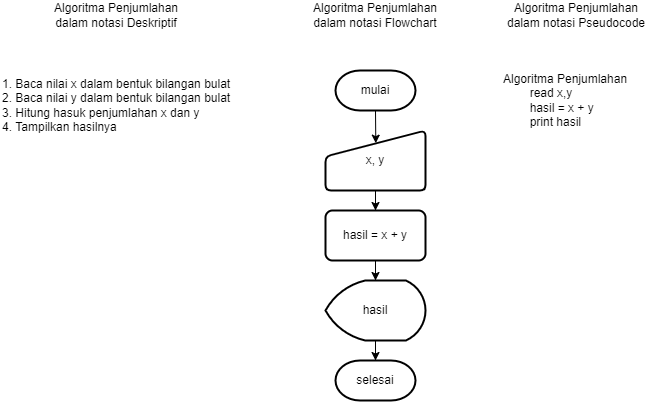 Algoritma Penjumlahan
dalam notasi Deskriptif
1. Baca nilai x dalam bentuk bilangan bulat
2. Baca nilai y dalam bentuk bilangan bulat
3. Hitung hasuk penjumlahan x dan y
4. Tampilkan hasilnya
Algoritma Penjumlahan
dalam notasi Flowchart
mulai
x, y
hasil = x + y
hasil
selesai
Algoritma Penjumlahan
dalam notasi Pseudocode
Algoritma Penjumlahan
read x,y
hasil = x + y
print hasil